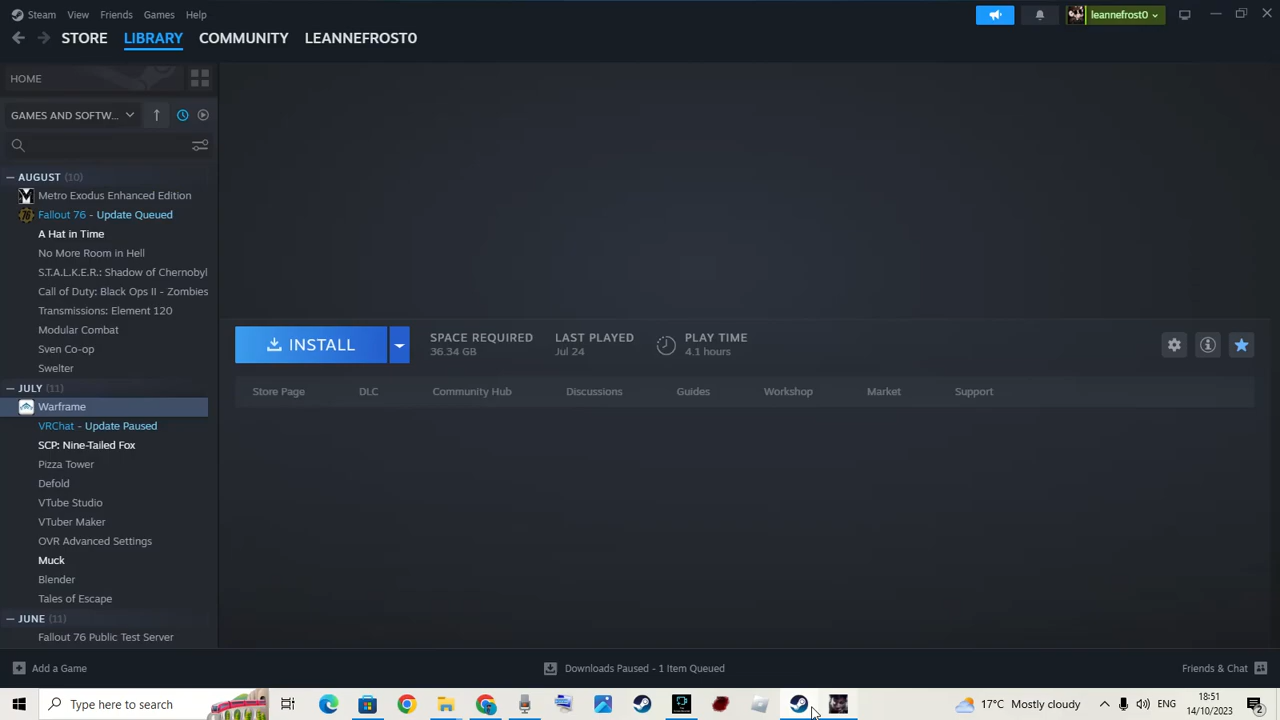 Steam View Friends Games Help
leannefrost0
STORE LIBRARY COMMUNITY LEANNEFROST0
HOME
GAMES AND SOFTW...
AUGUST (10)
Metro Exodus Enhanced Edition
Fallout 76 - Update Queued
A Hat in Time
No More Room in Hell
S.T.A.L.K.E.R.: Shadow of Chernobyl
Call of Duty: Black Ops II - Zombies
Transmissions: Element 120
Modular Combat
Sven Co-op
Swelter
JULY (11)
Warframe
VRChat - Update Paused
SCP: Nine-Tailed Fox
Pizza Tower
Defold
VTube Studio
VTuber Maker
OVR Advanced Settings
Muck
Blender
Tales of Escape
JUNE (11)
Fallout 76 Public Test Server
INSTALL
SPACE REQUIRED
36.34 GB
LAST PLAYED
Jul 24
PLAY TIME
4.1 hours
Store Page DLC Community Hub Discussions Guides Workshop Market Support
Add a Game
Downloads Paused - 1 Item Queued
Friends & Chat
Type here to search
17°C Mostly cloudy
ENG
18:51
14/10/2023
2